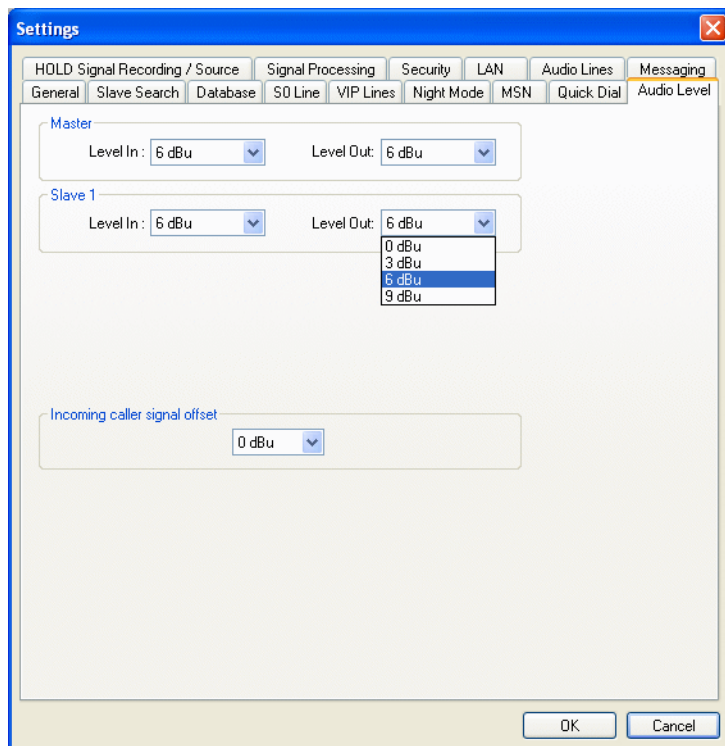 Settings
HOLD Signal Recording / Source Signal Processing Security LAN Audio Lines Messaging
General Slave Search Database S0 Line VIP Lines Night Mode MSN Quick Dial Audio Level
Master
Level In : 6 dBu Level Out: 6 dBu
Slave 1
Level In : 6 dBu Level Out: 6 dBu
0 dBu
3 dBu
6 dBu
9 dBu
Incoming caller signal offset
0 dBu
OK Cancel